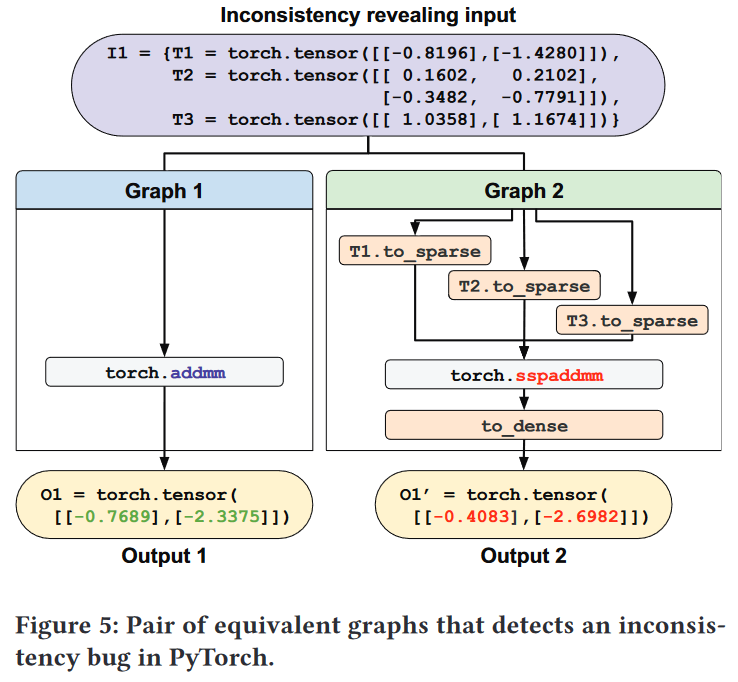 Inconsistency revealing input
I1 = {T1 = torch.tensor([[-0.8196],[-1.4280]]),
T2 = torch.tensor([[ 0.1602, 0.2102],
[-0.3482, -0.7791]]),
T3 = torch.tensor([[ 1.0358],[ 1.1674]])}
Graph 1
Graph 2
T1.to_sparse
T2.to_sparse
T3.to_sparse
torch.addmm
torch.sspaddmm
to_dense
O1 = torch.tensor(
[[-0.7689],[-2.3375]])
O1’ = torch.tensor(
[[-0.4083],[-2.6982]])
Output 1
Output 2
Figure 5: Pair of equivalent graphs that detects an inconsis-
tency bug in PyTorch.